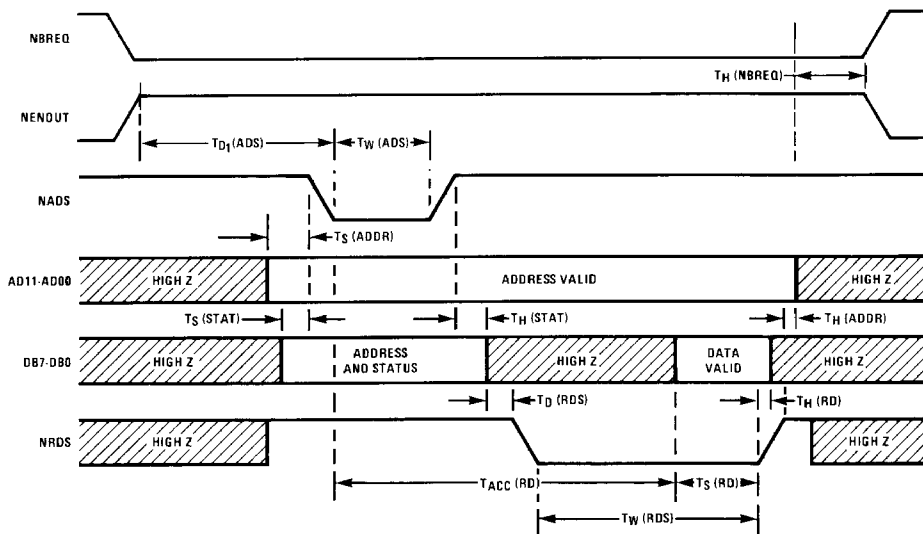 NBREQ
TH (NBREQ)
NENOUT
TD1 (ADS)
TW (ADS)
NADS
TS (ADDR)
AD11-AD00
HIGH Z
ADDRESS VALID
HIGH Z
TS (STAT)
TH (STAT)
TH (ADDR)
DB7-DB0
HIGH Z
ADDRESS
AND STATUS
HIGH Z
DATA
VALID
HIGH Z
TD (RDS)
TH (RD)
NRDS
HIGH Z
HIGH Z
TACC (RD)
TS (RD)
TW (RDS)